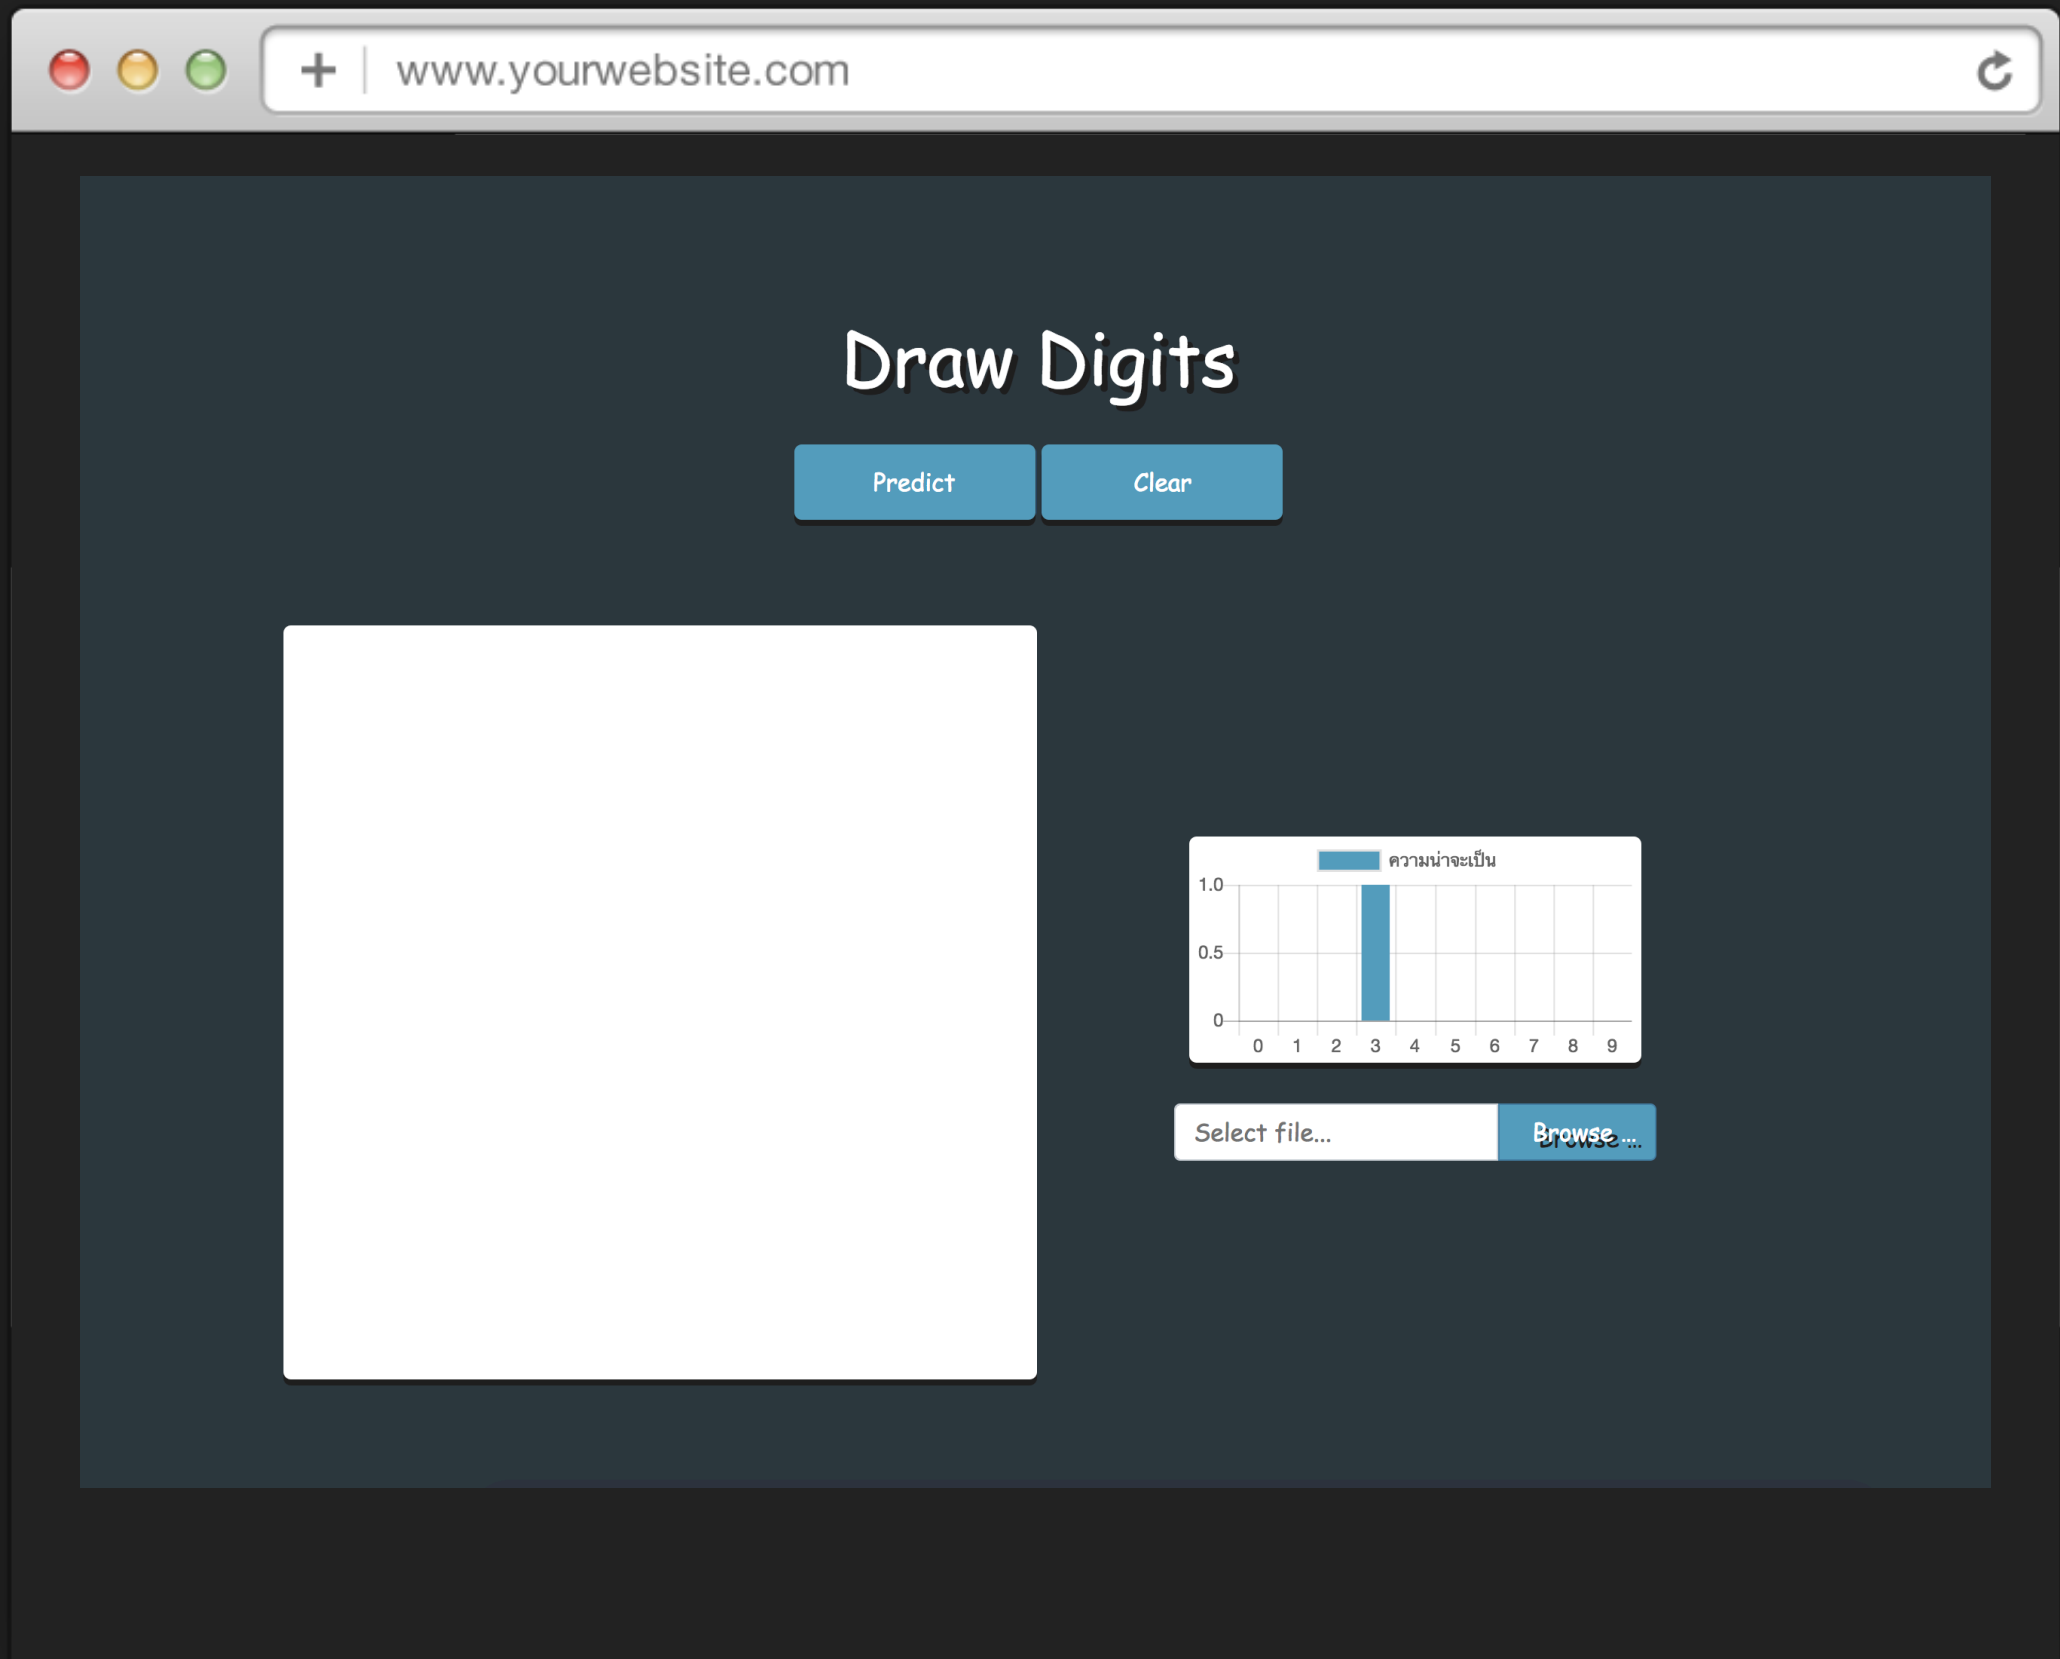 www.yourwebsite.com
Draw Digits
Predict Clear
ความน่าจะเป็น
1.0
0.5
0
0 1 2 3 4 5 6 7 8 9
Select file... Browse ...